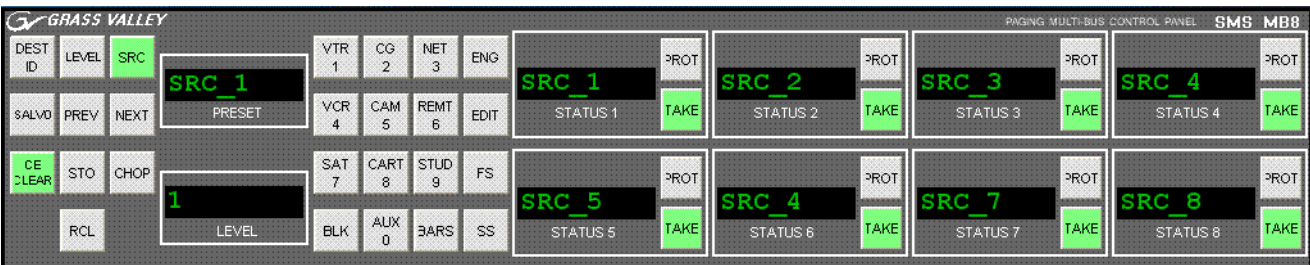 GV GRASS VALLEY
PAGING MULTI-BUS CONTROL PANEL SMS MB8
DEST
ID
LEVEL
SRC
SALVO
PREV
NEXT
CE
CLEAR
STO
CHOP
RCL
SRC_1
PRESET
1
LEVEL
VTR
1
CG
2
NET
3
ENG
VCR
4
CAM
5
REMT
6
EDIT
SAT
7
CART
8
STUD
9
FS
BLK
AUX
0
BARS
SS
SRC_1
STATUS 1
PROT
TAKE
SRC_2
STATUS 2
PROT
TAKE
SRC_3
STATUS 3
PROT
TAKE
SRC_4
STATUS 4
PROT
TAKE
SRC_5
STATUS 5
PROT
TAKE
SRC_4
STATUS 6
PROT
TAKE
SRC_7
STATUS 7
PROT
TAKE
SRC_8
STATUS 8
PROT
TAKE